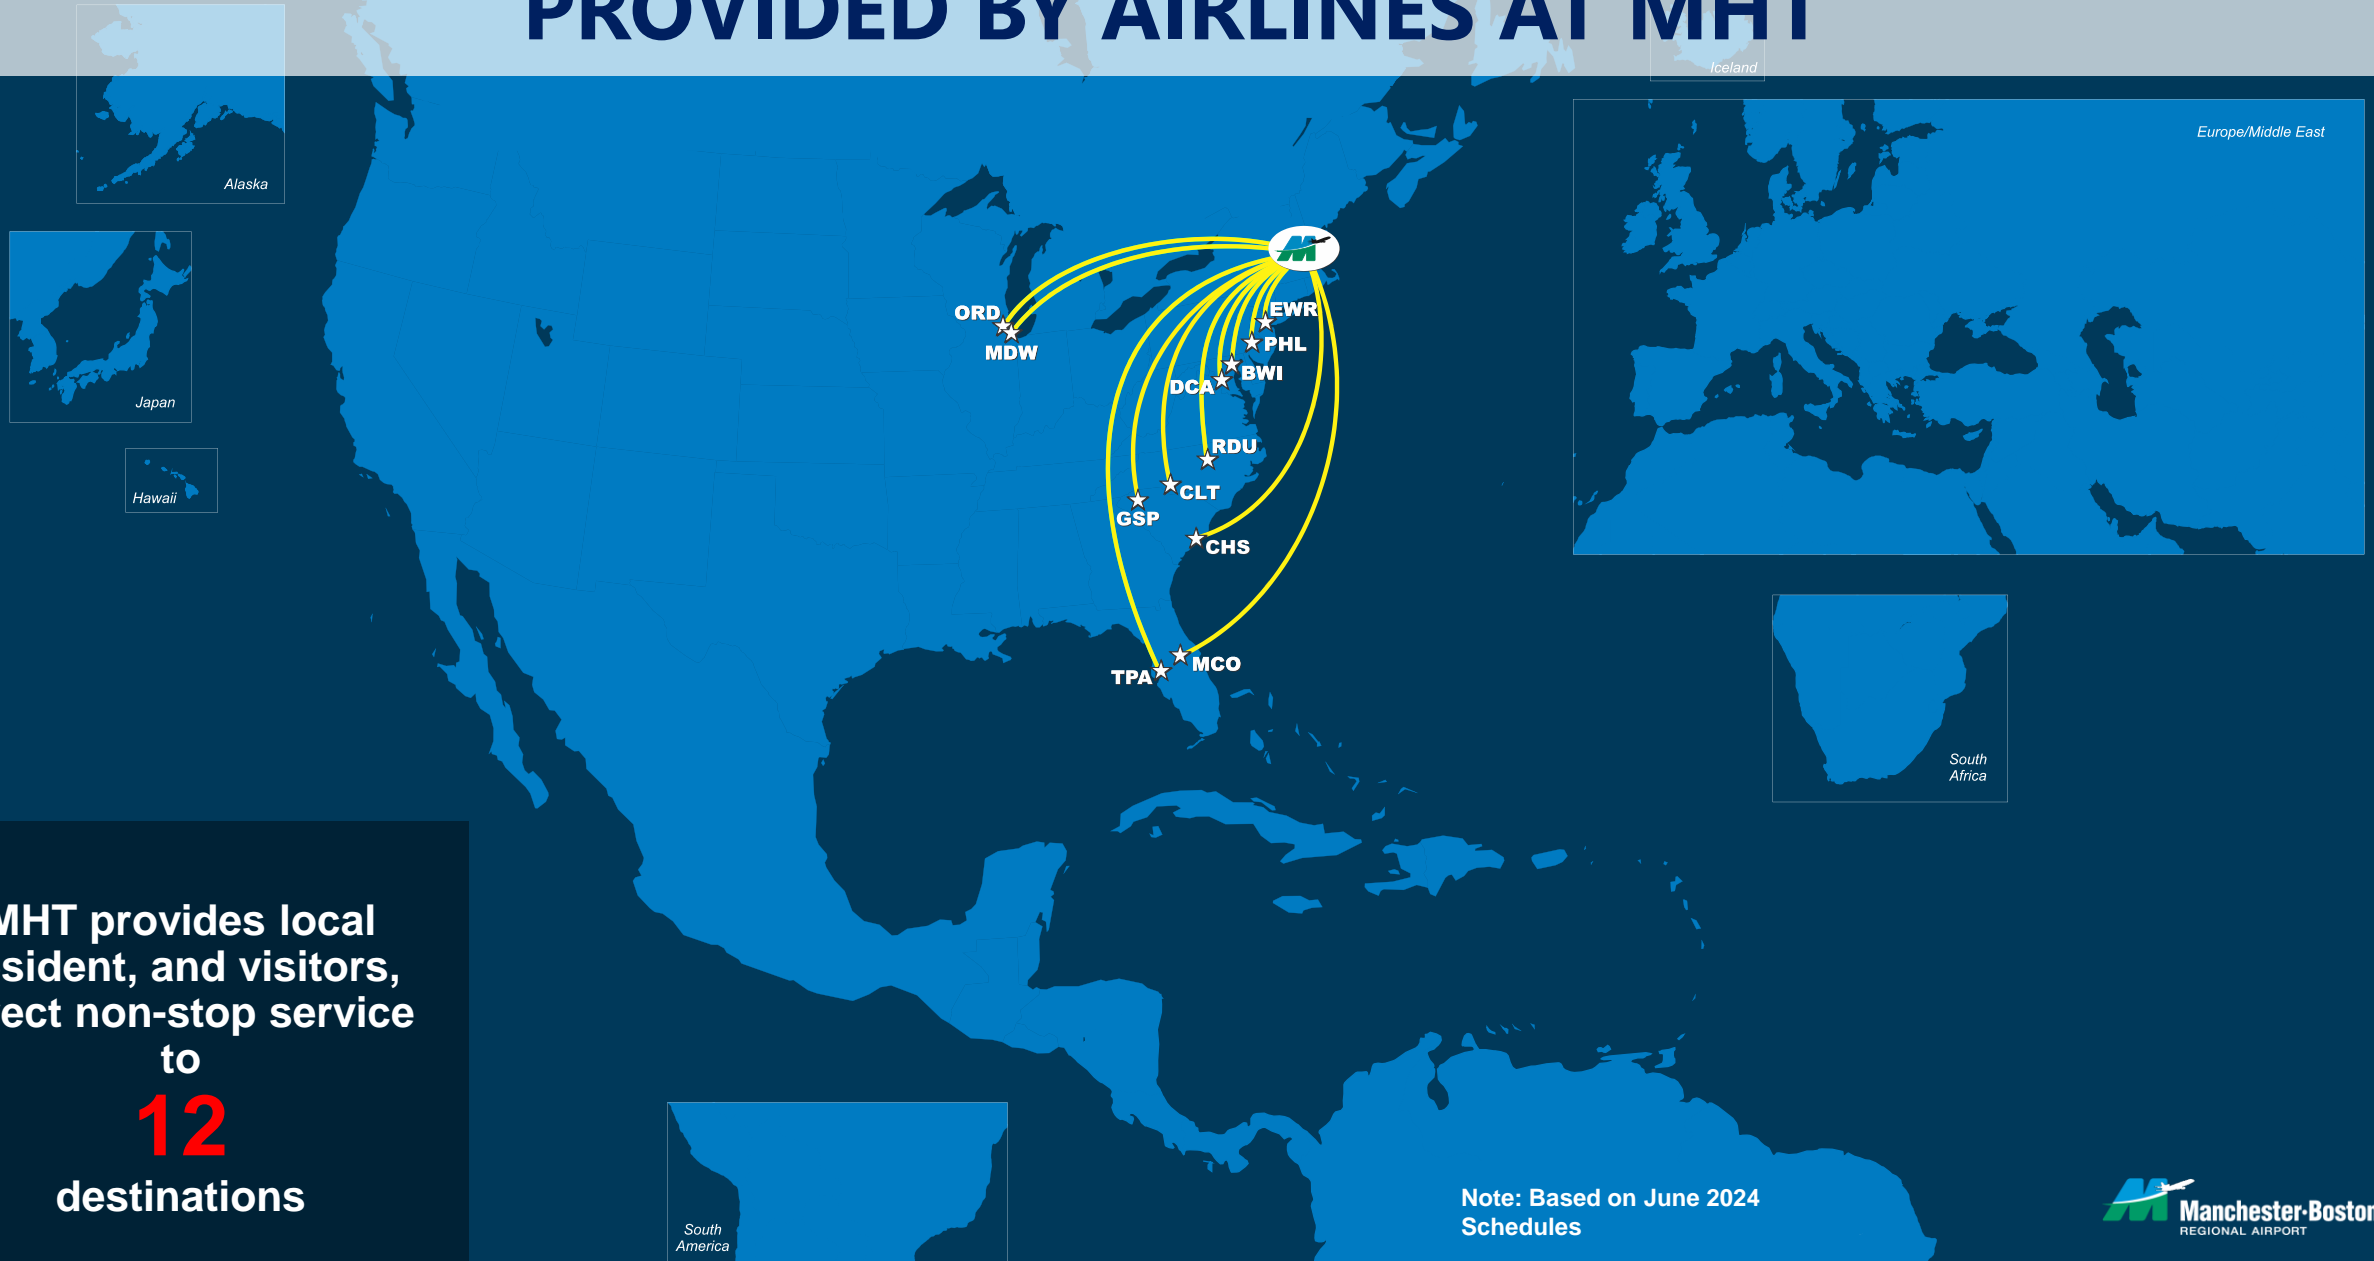 PROVIDED BY AIRLINES AT MHT
Iceland
Europe/Middle East
Alaska
Japan
Hawaii
ORD
MDW
EWR
PHL
BWI
DCA
RDU
CLT
GSP
CHS
MCO
TPA
South
Africa
MHT provides local
sident, and visitors,
ect non-stop service
to
12
destinations
South
America
Note: Based on June 2024
Schedules
Manchester·Boston
REGIONAL AIRPORT